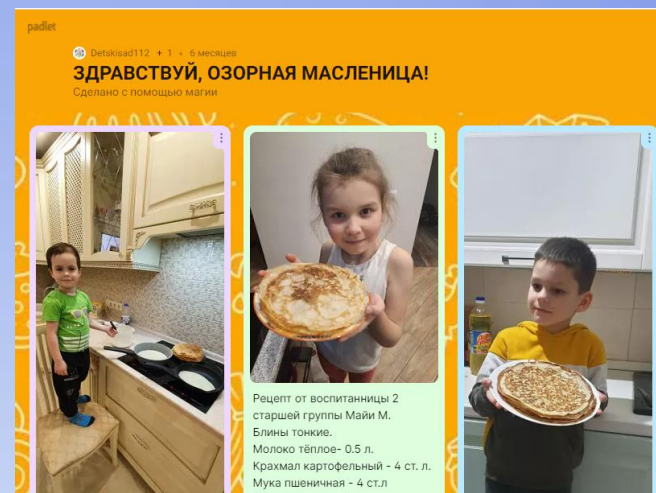 padlet
Detskisad112 + 1 • 6 месяцев
ЗДРАВСТВУЙ, ОЗОРНАЯ МАСЛЕНИЦА!
Сделано с помощью магии
Рецепт от воспитанницы 2
старшей группы Майи М.
Блины тонкие.
Молоко тёплое- 0.5 л.
Крахмал картофельный - 4 ст. л.
Мука пшеничная - 4 ст.л